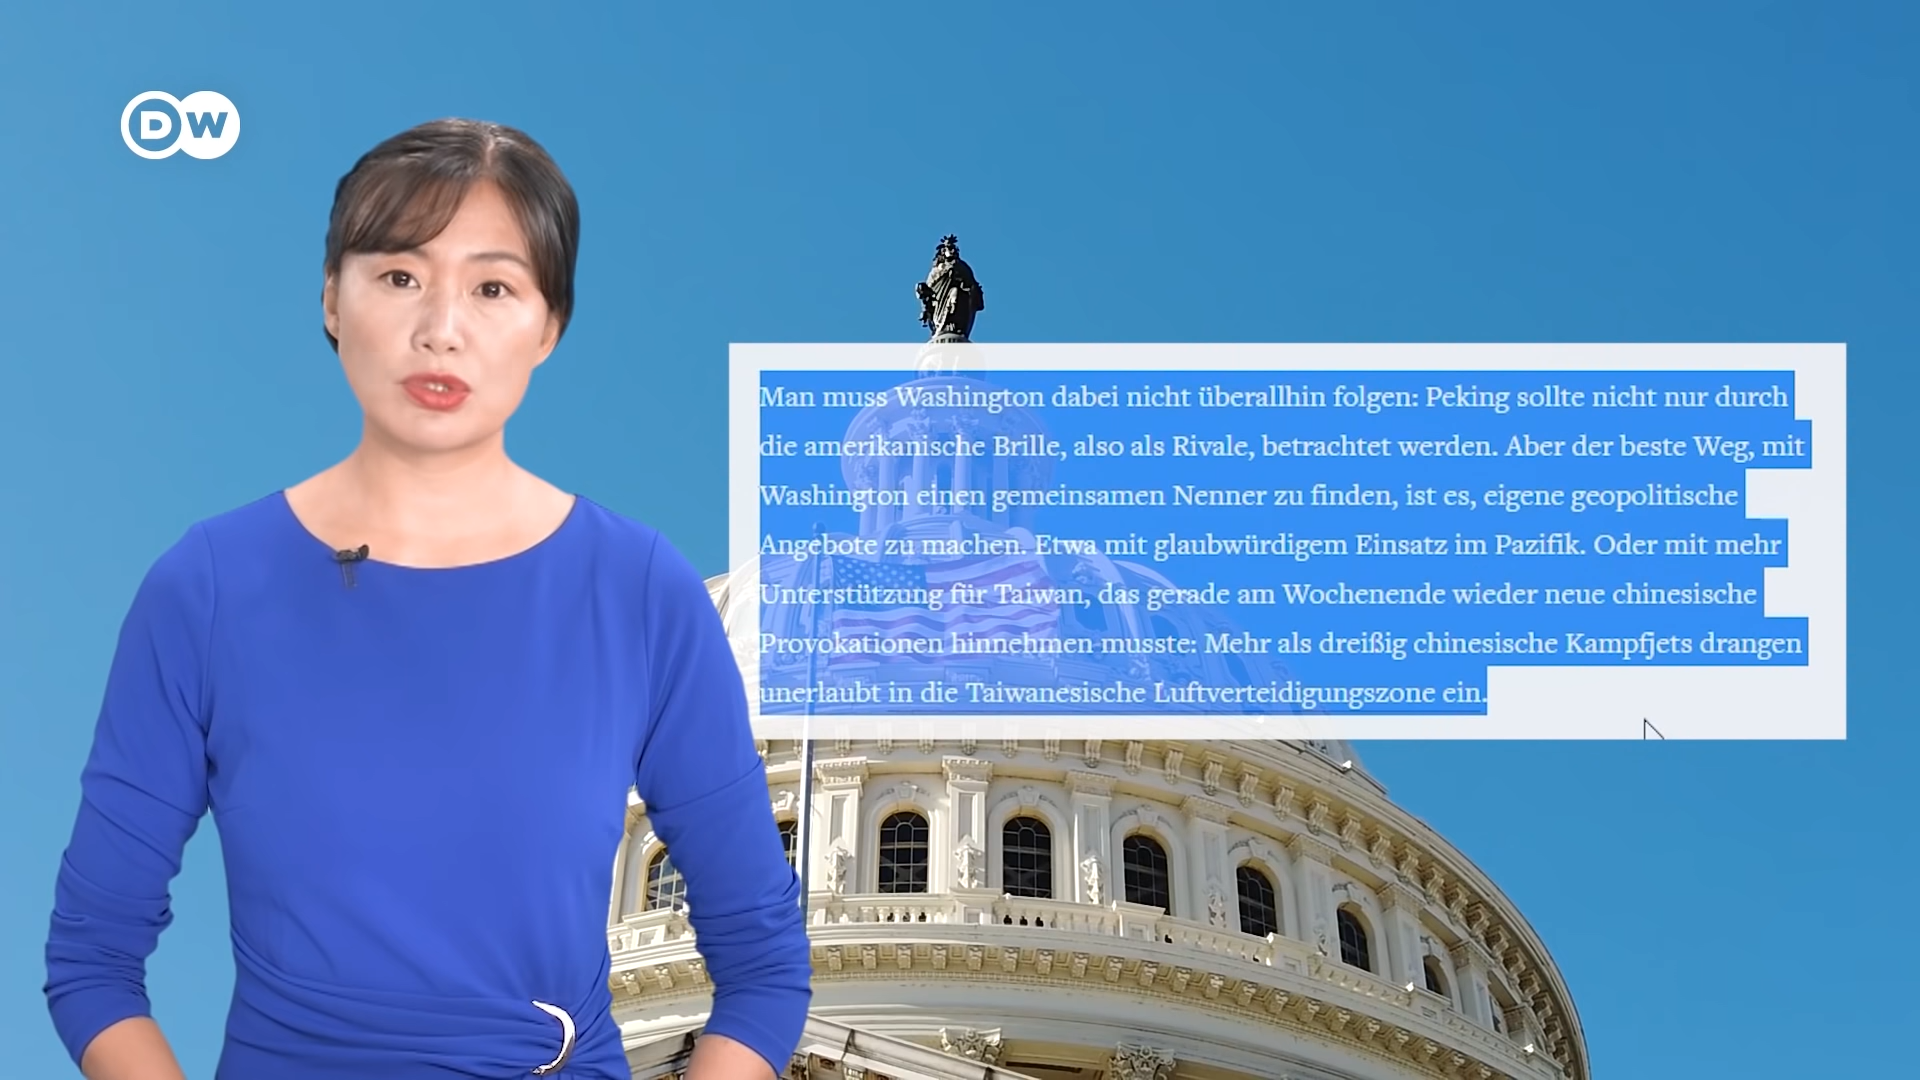 DW
Man muss Washington dabei nicht überallhin folgen: Peking sollte nicht nur durch
die amerikanische Brille, also als Rivale, betrachtet werden. Aber der beste Weg, mit
Washington einen gemeinsamen Nenner zu finden, ist es, eigene geopolitische
Angebote zu machen. Etwa mit glaubwürdigem Einsatz im Pazifik. Oder mit mehr
Unterstützung für Taiwan, das gerade am Wochenende wieder neue chinesische
Provokationen hinnehmen musste: Mehr als dreißig chinesische Kampfjets drangen
unerlaubt in die Taiwanesische Luftverteidigungszone ein.